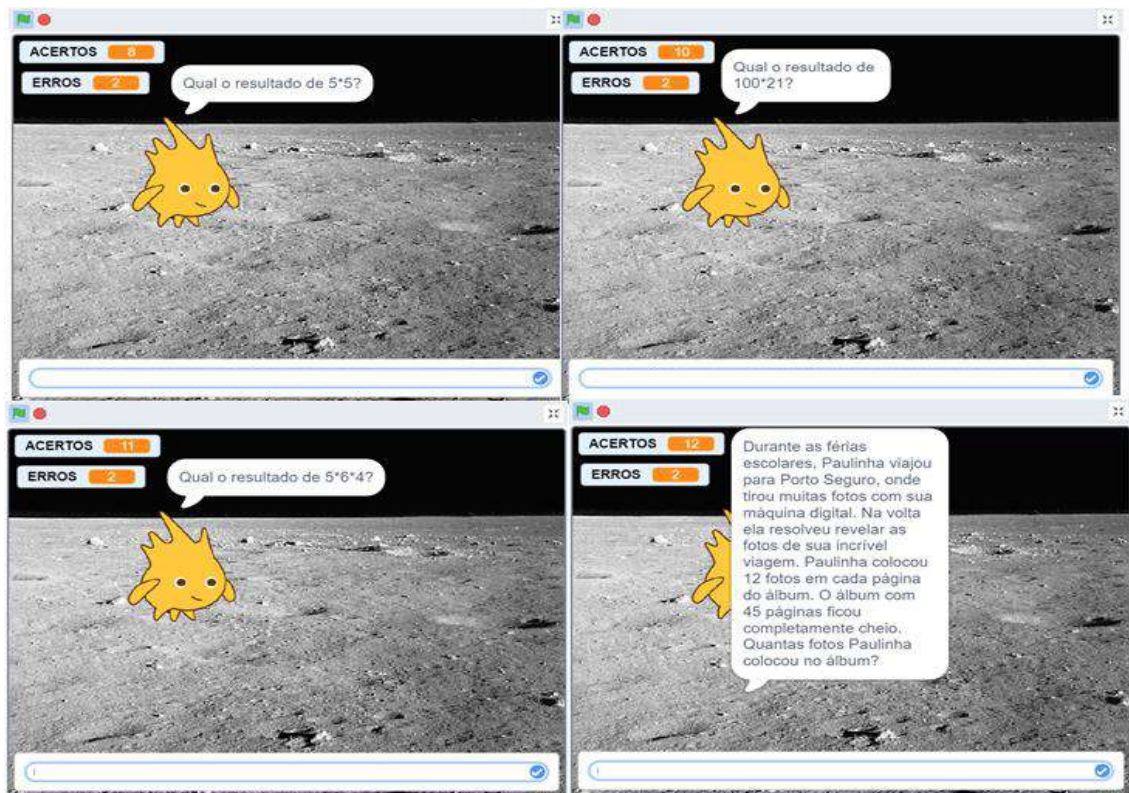 ACERTOS 8
ERROS 2
Qual o resultado de 5*5?
ACERTOS 10
ERROS 2
Qual o resultado de
100*21?
ACERTOS 11
ERROS 2
Qual o resultado de 5*6*4?
ACERTOS 12
ERROS 2
Durante as férias
escolares, Paulinha viajou
para Porto Seguro, onde
tirou muitas fotos com sua
máquina digital. Na volta
ela resolveu revelar as
fotos de sua incrível
viagem. Paulinha colocou
12 fotos em cada página
do álbum. O álbum com
45 páginas ficou
completamente cheio.
Quantas fotos Paulinha
colocou no álbum?